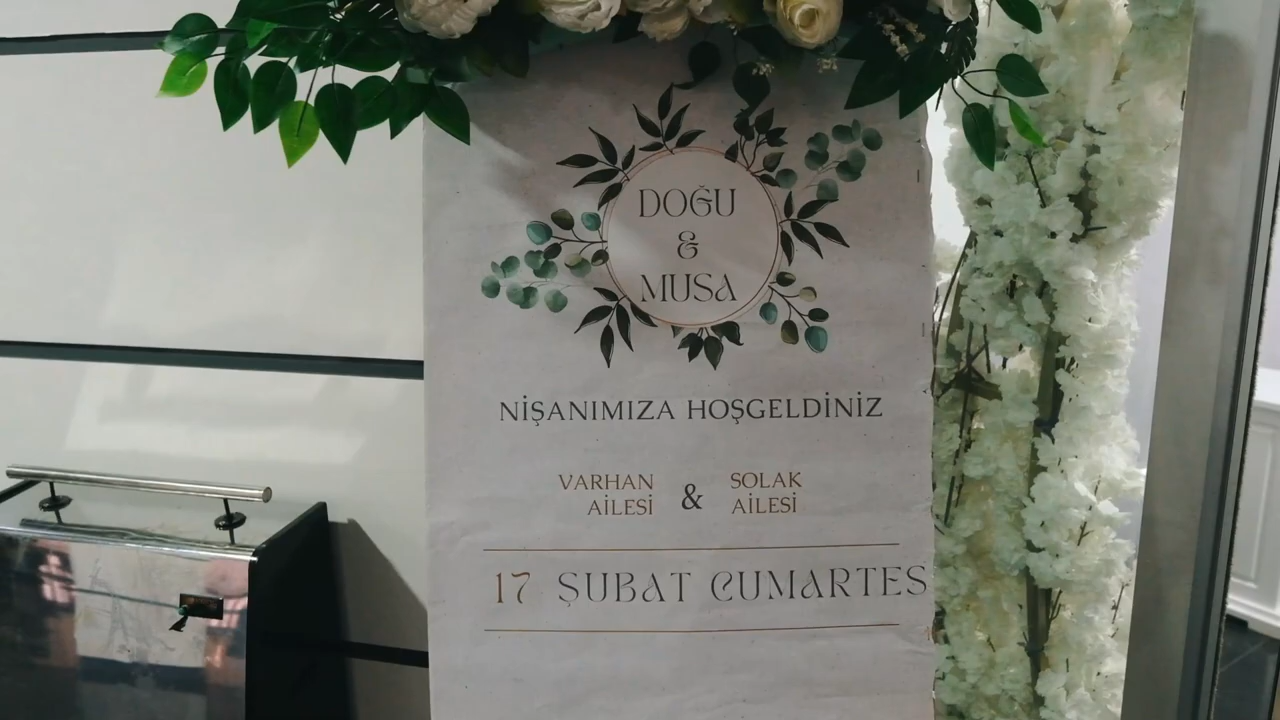 DOĞU
&
MUSA
NİŞANIMIZA HOŞGELDİNİZ
VARHAN
AİLESİ
&
SOLAK
AİLESİ
17 ŞUBAT CUMARTES